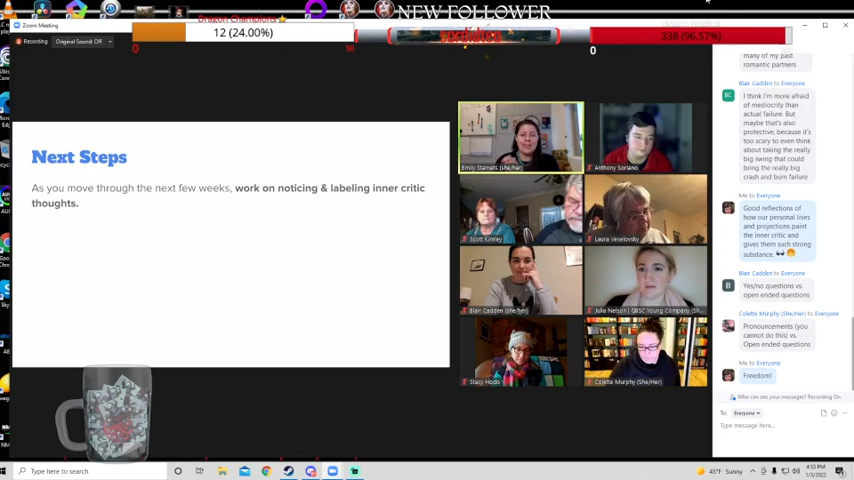 NEW FOLLOWER
Dragon Champions
12 (24.00%)
0
50
338 (96.57%)
0
Zoom Meeting
Recording
Original Sound: Off
Next Steps
As you move through the next few weeks, work on noticing & labeling inner critic
thoughts.
Emily Stamets (she/her)
Anthony Soriano
Scott Kinney
Laura Veselovsky
Blair Cadden (she/her)
Julia Nelson | GBSC Young Company (Sh...
Stacy Hodo
Colette Murphy (She/Her)
many of my past
romantic partners
Blair Cadden to Everyone
BC
I think I'm more afraid
of mediocrity than
actual failure. But
maybe that's also
protective, because it's
too scary to even think
about taking the really
big swing that could
bring the really big
crash and burn failure
Me to Everyone
Good reflections of
how our personal lives
and projections paint
the inner critic and
gives them such strong
substance.
Blair Cadden to Everyone
B
Yes/no questions vs.
open ended questions
Colette Murphy (She/Her) to Everyone
Pronouncements (you
cannot do this) vs.
Open ended questions
Me to Everyone
Freedom!
Who can see your messages? Recording On
To:
Everyone
Type message here...
Type here to search
45°F Sunny
4:53 PM
1/3/2022